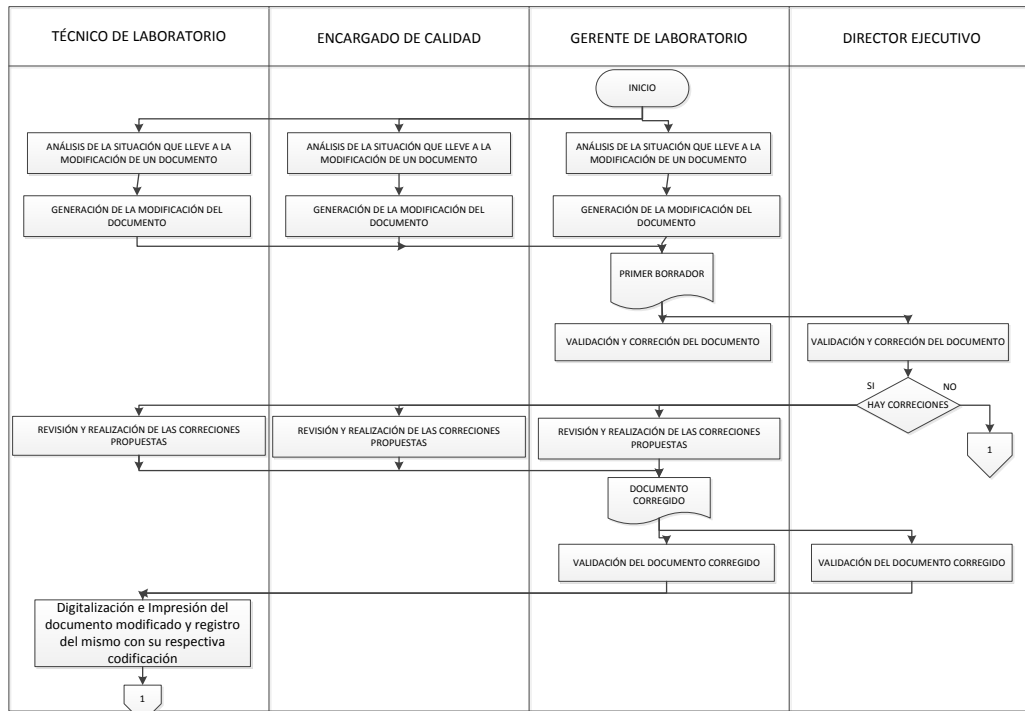 TÉCNICO DE LABORATORIO
ENCARGADO DE CALIDAD
GERENTE DE LABORATORIO
DIRECTOR EJECUTIVO
INICIO
ANÁLISIS DE LA SITUACIÓN QUE LLEVE A LA
MODIFICACIÓN DE UN DOCUMENTO
ANÁLISIS DE LA SITUACIÓN QUE LLEVE A LA
MODIFICACIÓN DE UN DOCUMENTO
ANÁLISIS DE LA SITUACIÓN QUE LLEVE A LA
MODIFICACIÓN DE UN DOCUMENTO
GENERACIÓN DE LA MODIFICACIÓN DEL
DOCUMENTO
GENERACIÓN DE LA MODIFICACIÓN DEL
DOCUMENTO
GENERACIÓN DE LA MODIFICACIÓN DEL
DOCUMENTO
PRIMER BORRADOR
VALIDACIÓN Y CORRECIÓN DEL DOCUMENTO
VALIDACIÓN Y CORRECIÓN DEL DOCUMENTO
SI
NO
HAY CORRECIONES
REVISIÓN Y REALIZACIÓN DE LAS CORRECIONES
PROPUESTAS
REVISIÓN Y REALIZACIÓN DE LAS CORRECIONES
PROPUESTAS
REVISIÓN Y REALIZACIÓN DE LAS CORRECIONES
PROPUESTAS
1
DOCUMENTO
CORREGIDO
VALIDACIÓN DEL DOCUMENTO CORREGIDO
VALIDACIÓN DEL DOCUMENTO CORREGIDO
Digitalización e Impresión del
documento modificado y registro
del mismo con su respectiva
codificación
1